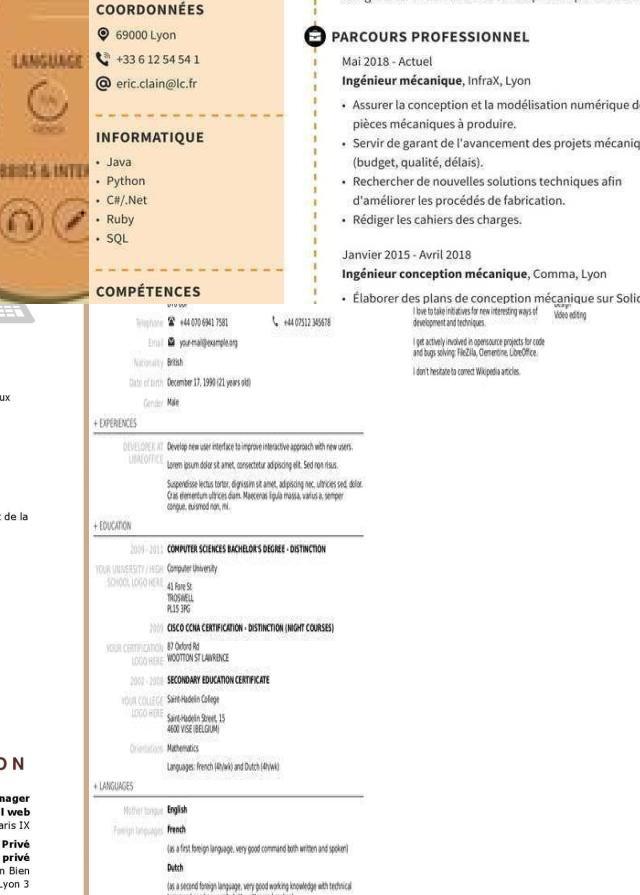 LANGUAGE
COORDONNÉES
69000 Lyon
+33 6 12 54 54 1
eric.clain@lc.fr
INFORMATIQUE
• Java
• Python
• C#/.Net
• Ruby
• SQL
COMPÉTENCES
PARCOURS PROFESSIONNEL
Mai 2018 - Actuel
Ingénieur mécanique, InfraX, Lyon
• Assurer la conception et la modélisation numérique d
pièces mécaniques à produire.
• Servir de garant de l'avancement des projets mécaniq
(budget, qualité, délais).
• Rechercher de nouvelles solutions techniques afin
d'améliorer les procédés de fabrication.
• Rédiger les cahiers des charges.
Janvier 2015 - Avril 2018
Ingénieur conception mécanique, Comma, Lyon
• Élaborer des plans de conception mécanique sur Solid
ux
t de la
ON
nager
l web
aris IX
Privé
privé
n Bien
Lyon 3
Telephone +44 070 6941 7581 +44 07512 345678
Email your-mail@example.org
Nationality British
Date of birth December 17, 1990 (21 years old)
Gender Male
+ EXPERIENCES
DEVELOPER AT Develop new user interface to improve interactive approach with new users.
LIBREOFFICE Lorem ipsum dolor sit amet, consectetur adipiscing elit. Sed non risus.
Suspendisse lectus tortor, dignissim sit amet, adipiscing nec, ultricies sed, dolor.
Cras elementum ultrices diam. Maecenas ligula massa, varius a, semper
congue, euismod non, mi.
+ EDUCATION
2009 - 2011 COMPUTER SCIENCES BACHELOR'S DEGREE - DISTINCTION
YOUR UNIVERSITY / HIGH Computer University
SCHOOL LOGO HERE 41 Fore St
TROSWELL
PL15 3PG
2009 CISCO CCNA CERTIFICATION - DISTINCTION (NIGHT COURSES)
YOUR CERTIFICATION 87 Oxford Rd
LOGO HERE WOOTTON ST LAWRENCE
2002 - 2008 SECONDARY EDUCATION CERTIFICATE
YOUR COLLEGE Saint-Hadelin College
LOGO HERE Saint-Hadelin Street, 15
4600 VISE (BELGIUM)
Orientations Mathematics
Languages: French (4h/wk) and Dutch (4h/wk)
+ LANGUAGES
Mother tongue English
Foreign languages French
(as a first foreign language, very good command both written and spoken)
Dutch
(as a second foreign language, very good working knowledge with technical
I love to take initiatives for new interesting ways of
development and techniques.
I get actively involved in opensource projects for code
and bugs solving: FileZilla, Clementine, LibreOffice.
I don't hesitate to correct Wikipedia articles.
Design
Video editing